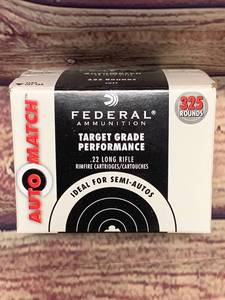 325
ROUNDS
AUTOMATCH
FEDERAL
AMMUNITION
TARGET GRADE
PERFORMANCE
.22 LONG RIFLE
RIMFIRE CARTRIDGES/CARTOUCHES
IDEAL FOR SEMI-AUTOS